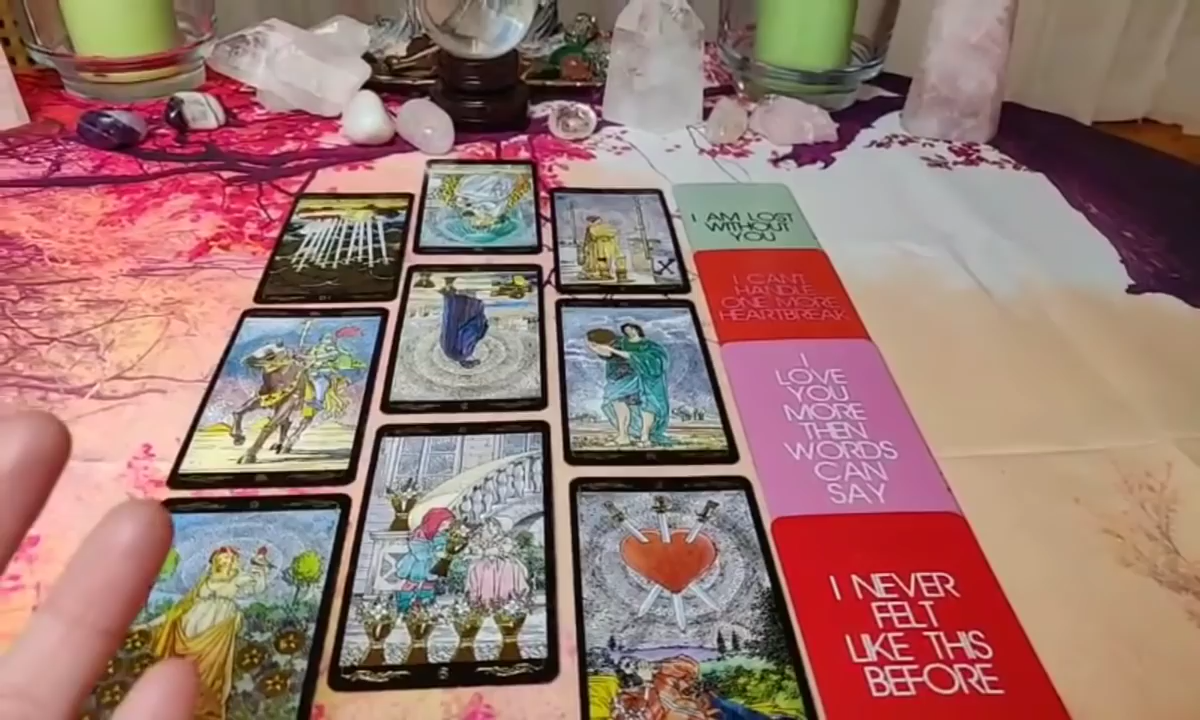 I AM LOST
WITHOUT
YOU
I CANT
HANDLE
ONE MORE
HEARTBREAK
I
LOVE
YOU
MORE
THEN
WORDS
CAN
SAY
I NEVER
FELT
LIKE THIS
BEFORE